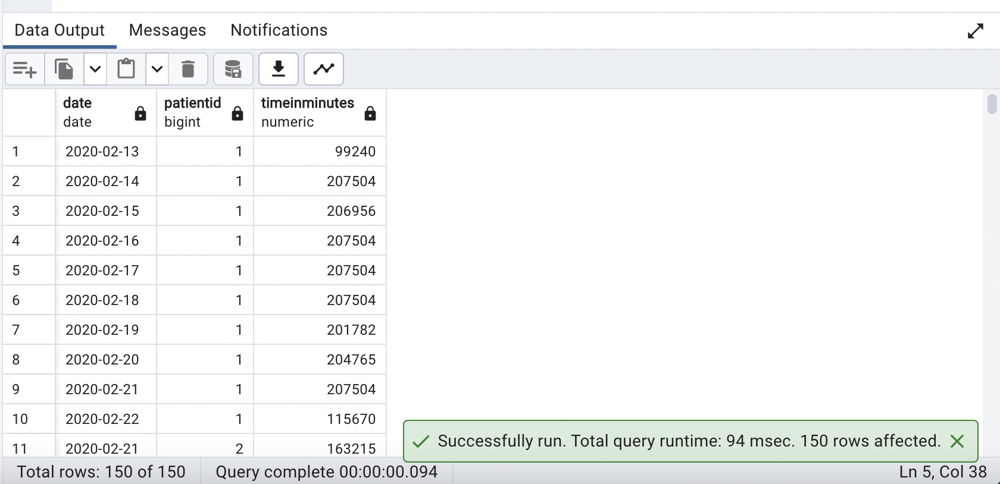 Data Output Messages Notifications
date patientid timeinminutes
date bigint numeric
1 2020-02-13 1 99240
2 2020-02-14 1 207504
3 2020-02-15 1 206956
4 2020-02-16 1 207504
5 2020-02-17 1 207504
6 2020-02-18 1 207504
7 2020-02-19 1 201782
8 2020-02-20 1 204765
9 2020-02-21 1 207504
10 2020-02-22 1 115670
11 2020-02-21 2 163215
Successfully run. Total query runtime: 94 msec. 150 rows affected.
Total rows: 150 of 150 Query complete 00:00:00.094 Ln 5, Col 38